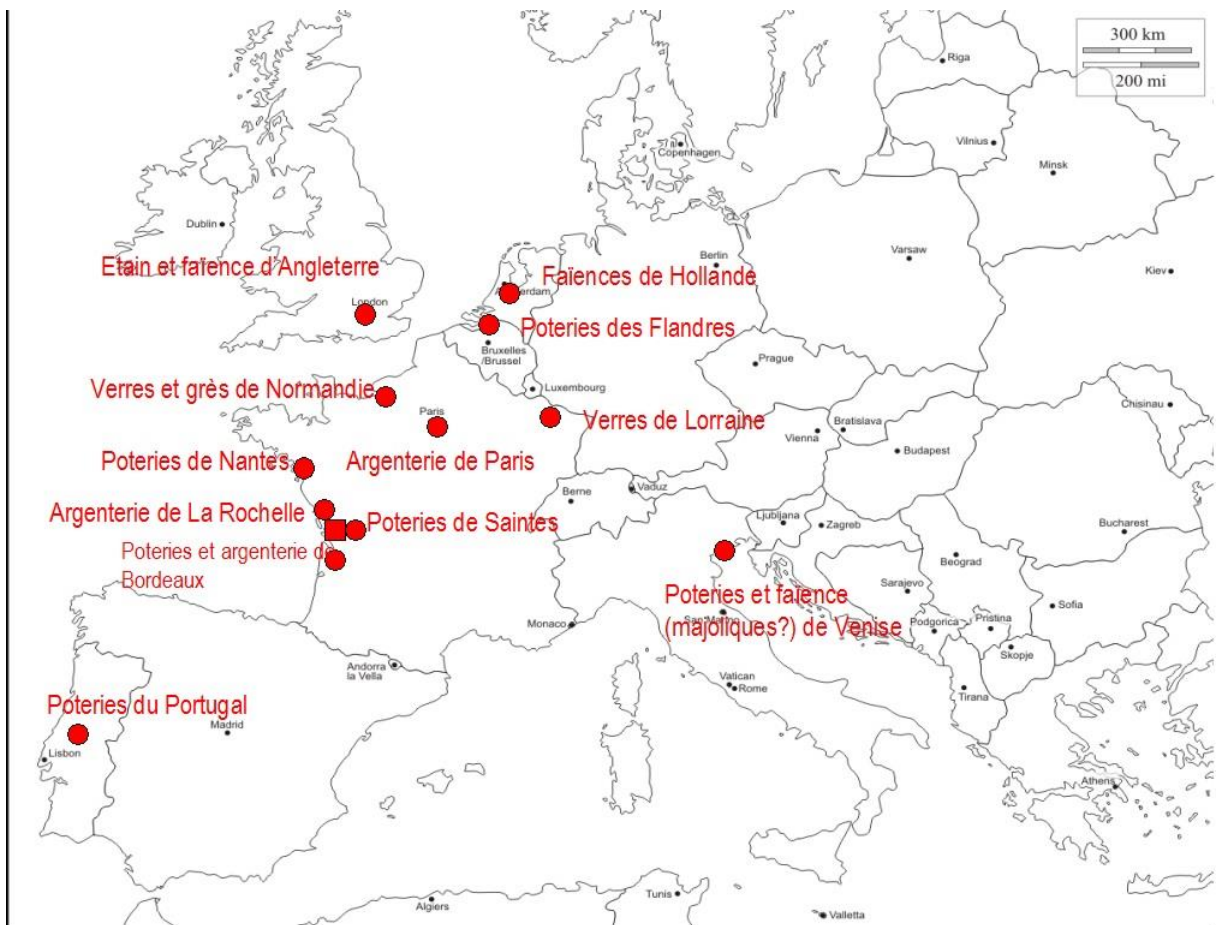 300 km
200 mi
Riga
Vilnius
Copenhagen
Minsk
Dublin
Varsaw
Berlin
Kiev
Etain et faïence d'Angleterre
Faïences de Hollande
Amsterdam
London
Poteries des Flandres
Bruxelles
/Brussel
Prague
Verres et grès de Normandie
Luxembourg
Paris
Chisinau
Verres de Lorraine
Bratislava
Vienna
Budapest
Poteries de Nantes
Argenterie de Paris
Vaduz
Berne
Argenterie de La Rochelle
Poteries de Saintes
Ljubljana
Zagreb
Bucharest
Poteries et argenterie de
Bordeaux
Beograd
Sarajevo
Poteries et faïence
(majoliques?) de Venise
San Marino
Sofia
Monaco
Podgorica
Pristina
Skopje
Andorra
la Vella
Vatican
Rome
Tirana
Poteries du Portugal
Madrid
Lisbon
Athens
Algiers
Tunis
Valletta